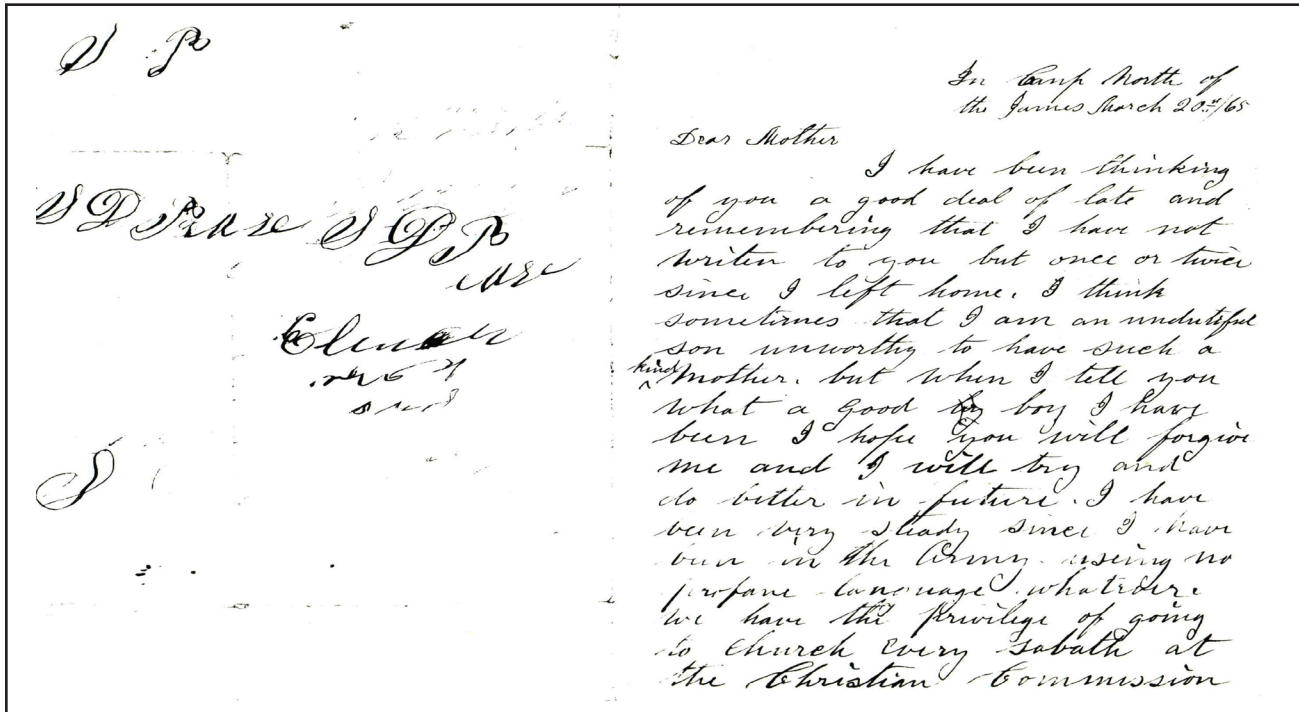 S P
S D Pease S D P
ease
S
In Camp North of
the James March 20th/65
Dear Mother
I have been thinking
of you a good deal of late and
remembering that I have not
writen to you but once or twice
since I left home. I think
sometimes that I am an undutiful
son unworthy to have such a
kind mother. but when I tell you
what a good by boy I have
been I hope you will forgive
me and I will try and
do better in future. I have
been very steady since I have
been in the Army. using no
profane language whatever.
we have the privilege of going
to church every sabath at
the Christian Commission